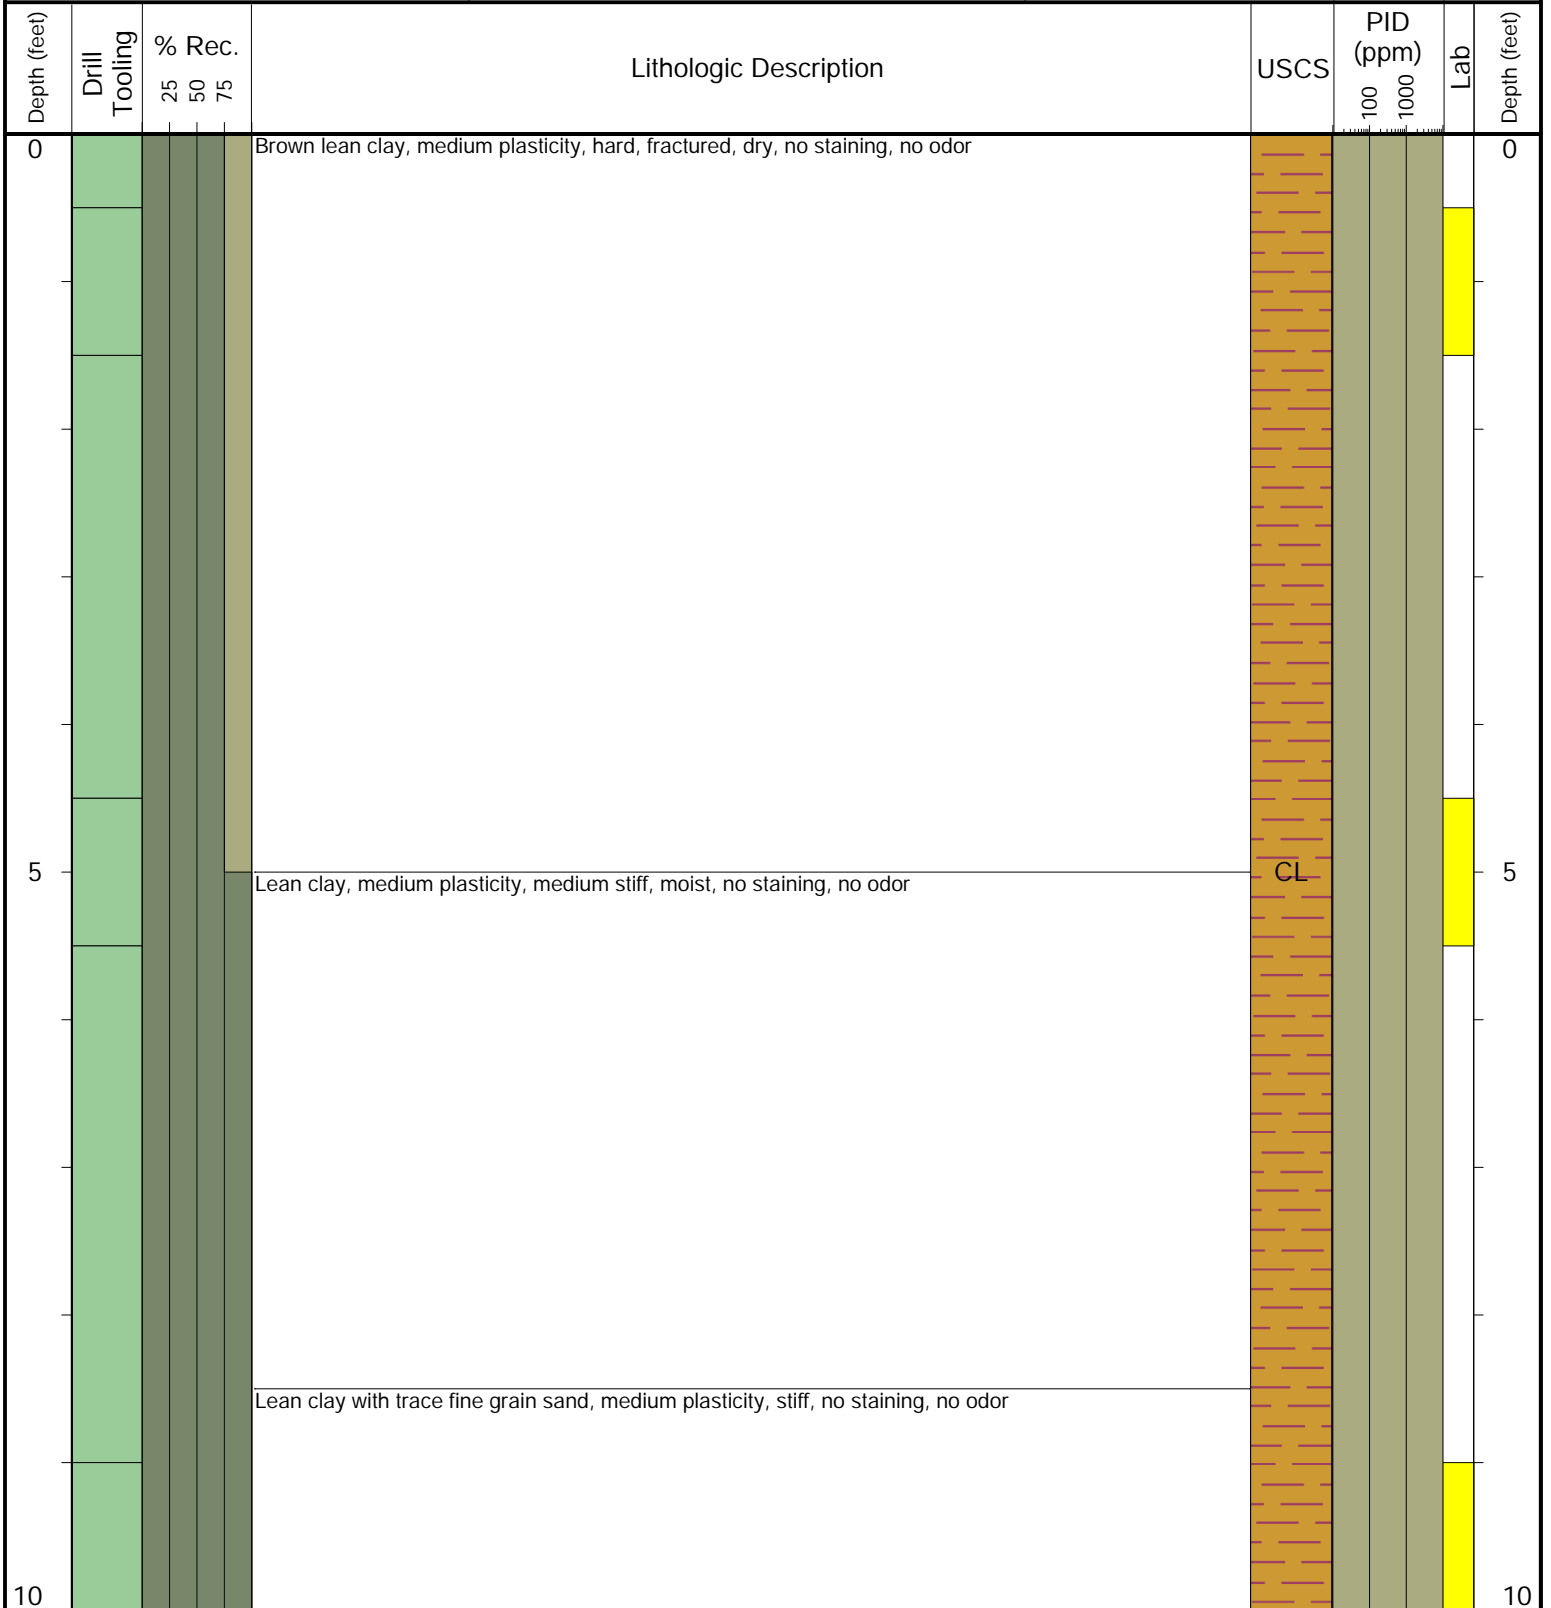 Depth (feet)
Drill
Tooling
% Rec.
25
50
75
Lithologic Description
USCS
PID
(ppm)
100
1000
Lab
Depth (feet)
0
Brown lean clay, medium plasticity, hard, fractured, dry, no staining, no odor
0
5
Lean clay, medium plasticity, medium stiff, moist, no staining, no odor
CL
5
Lean clay with trace fine grain sand, medium plasticity, stiff, no staining, no odor
10
10